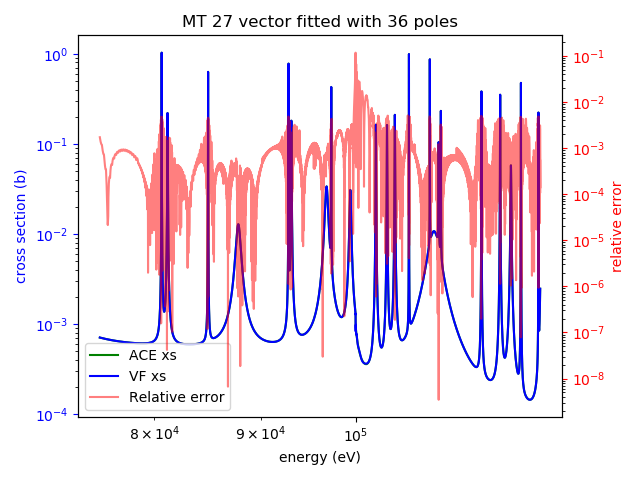 MT 27 vector fitted with 36 poles
cross section (b)
10⁰
10⁻¹
10⁻²
10⁻³
10⁻⁴
relative error
10⁻¹
10⁻²
10⁻³
10⁻⁴
10⁻⁵
10⁻⁶
10⁻⁷
10⁻⁸
ACE xs
VF xs
Relative error
8 × 10⁴ 9 × 10⁴ 10⁵
energy (eV)